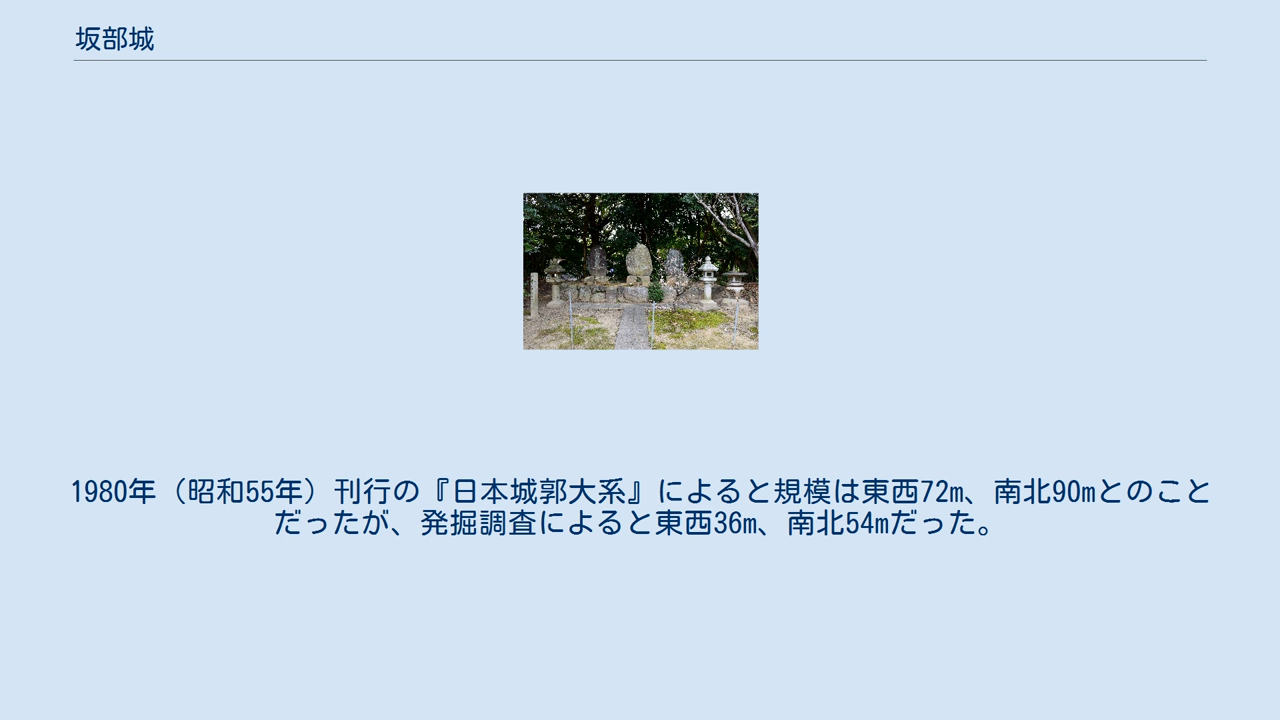 坂部城
1980年（昭和55年）刊行の『日本城郭大系』によると規模は東西72m、南北90mとのこと
だったが、発掘調査によると東西36m、南北54mだった。